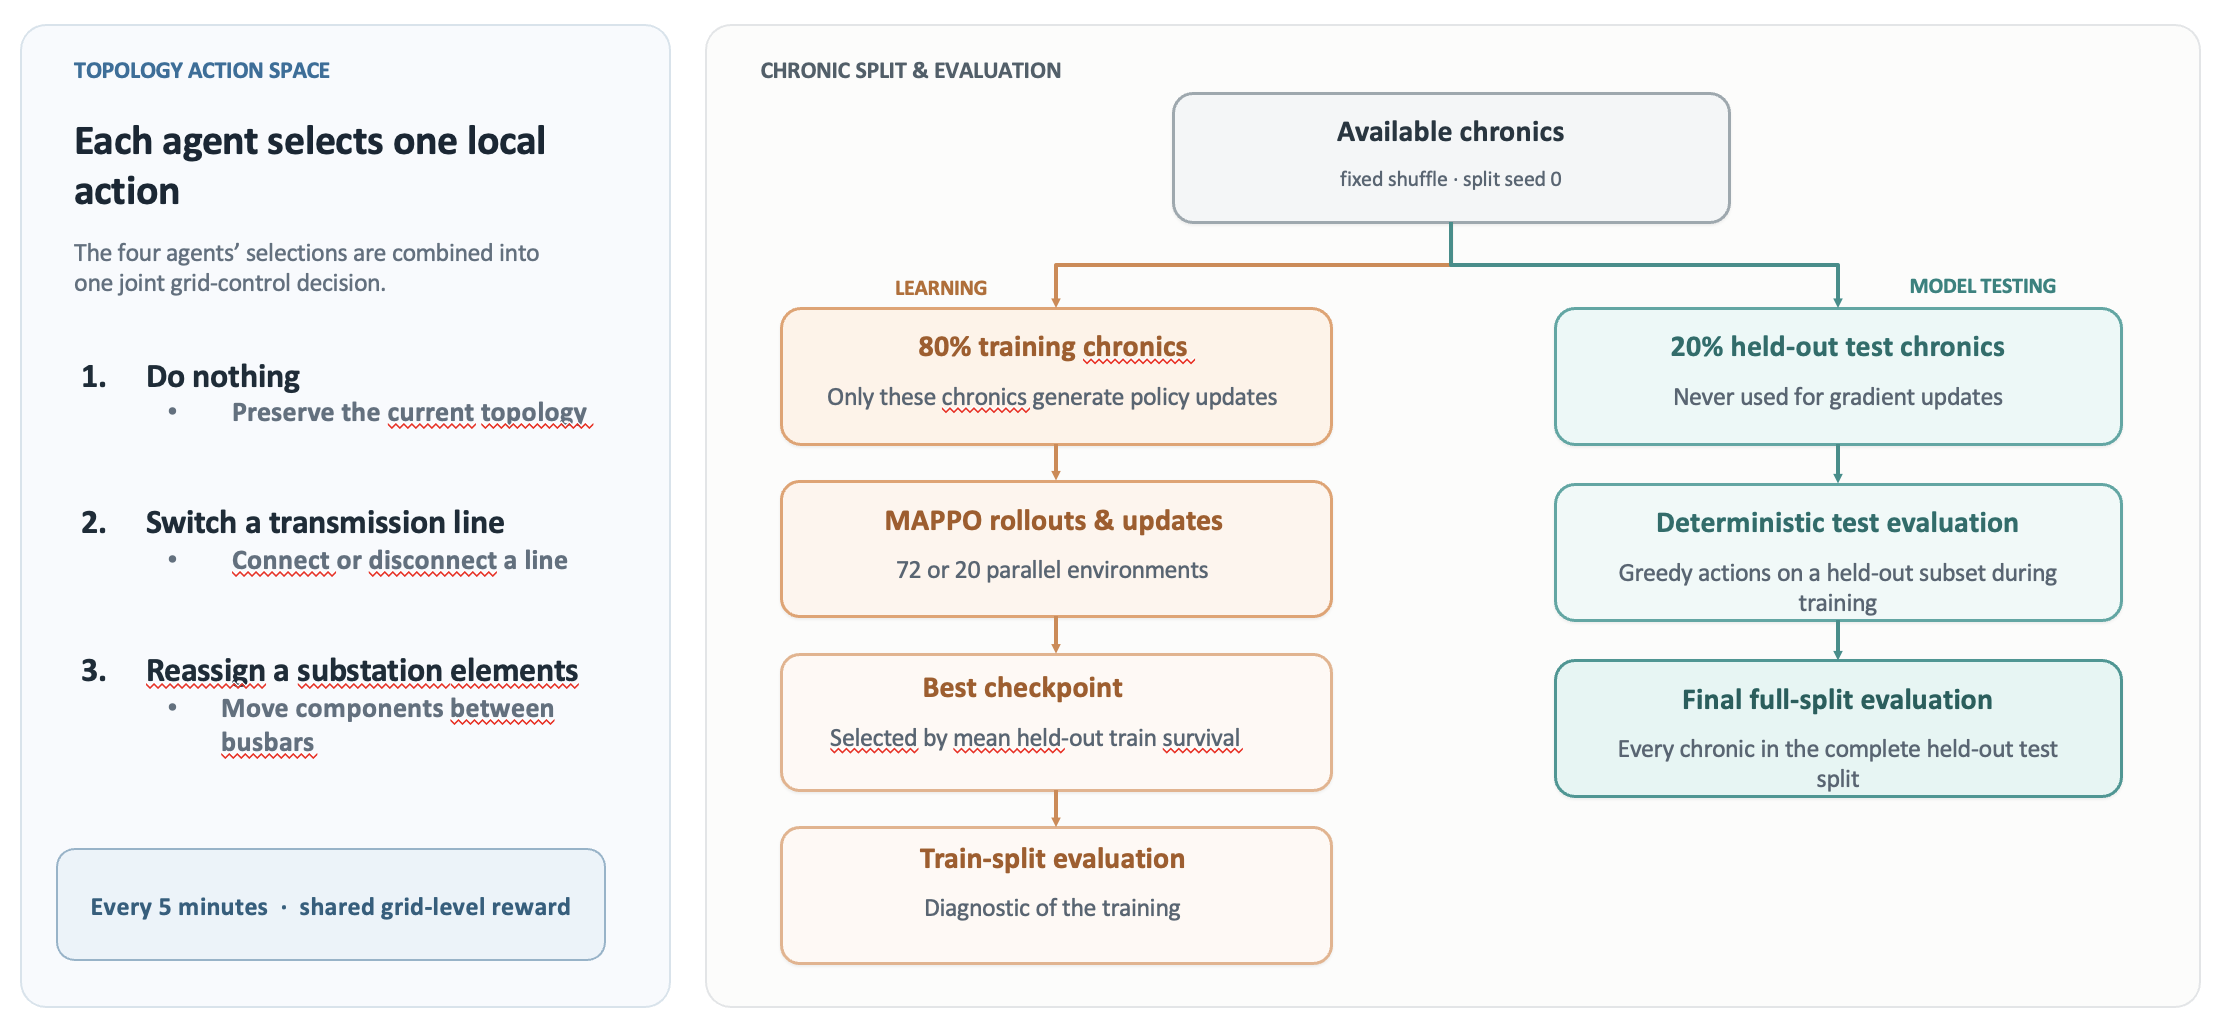 TOPOLOGY ACTION SPACE
Each agent selects one local
action
The four agents’ selections are combined into
one joint grid-control decision.
1. Do nothing
• Preserve the current topology
2. Switch a transmission line
• Connect or disconnect a line
3. Reassign a substation elements
• Move components between
busbars
Every 5 minutes · shared grid-level reward
CHRONIC SPLIT & EVALUATION
Available chronics
fixed shuffle · split seed 0
LEARNING
80% training chronics
Only these chronics generate policy updates
MAPPO rollouts & updates
72 or 20 parallel environments
Best checkpoint
Selected by mean held-out train survival
Train-split evaluation
Diagnostic of the training
MODEL TESTING
20% held-out test chronics
Never used for gradient updates
Deterministic test evaluation
Greedy actions on a held-out subset during
training
Final full-split evaluation
Every chronic in the complete held-out test
split